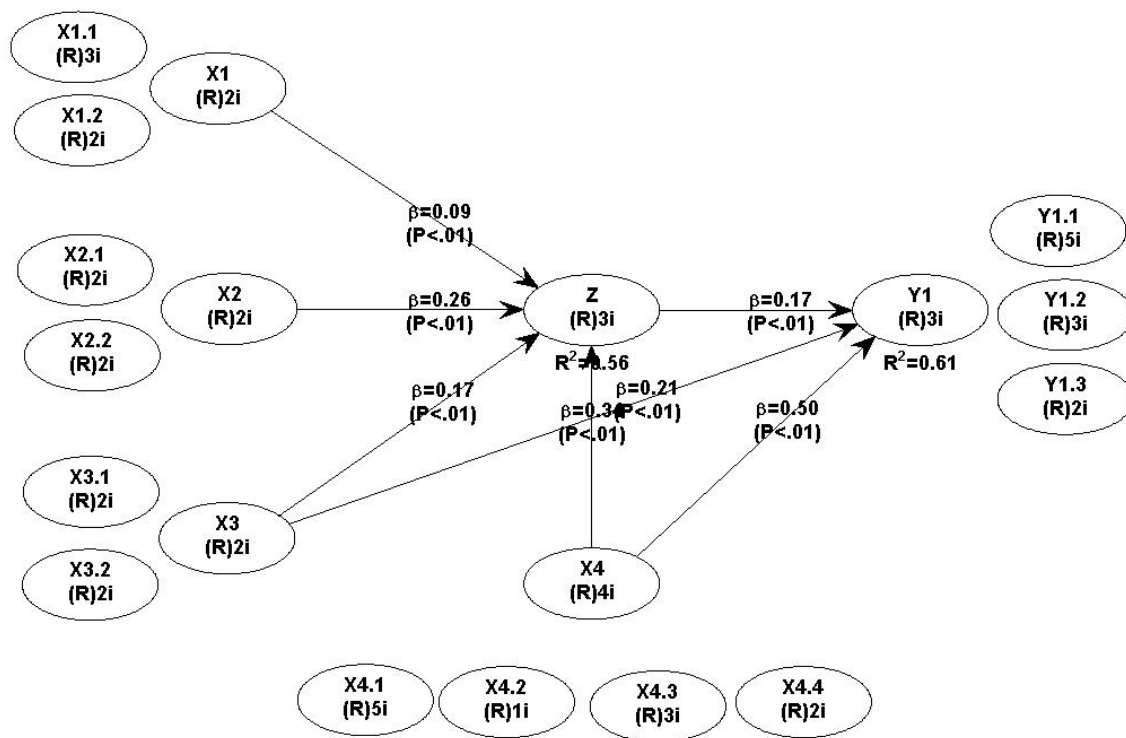 X1.1
(R)3i
X1
(R)2i
X1.2
(R)2i
β=0.09
(P<.01)
Y1.1
(R)5i
X2.1
(R)2i
X2
(R)2i
X2.2
(R)2i
β=0.26
(P<.01)
Z
(R)3i
R²=0.56
β=0.17
(P<.01)
Y1
(R)3i
R²=0.61
Y1.2
(R)3i
Y1.3
(R)2i
β=0.17
(P<.01)
(P<.01)
β=0.21
(P<.01)
β=0.50
(P<.01)
X3.1
(R)2i
X3
(R)2i
X3.2
(R)2i
X4
(R)4i
X4.1
(R)5i
X4.2
(R)1i
X4.3
(R)3i
X4.4
(R)2i